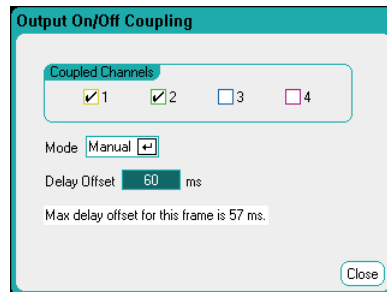 Output On/Off Coupling
Coupled Channels
1 2 3 4
Mode Manual
Delay Offset 60 ms
Max delay offset for this frame is 57 ms.
Close